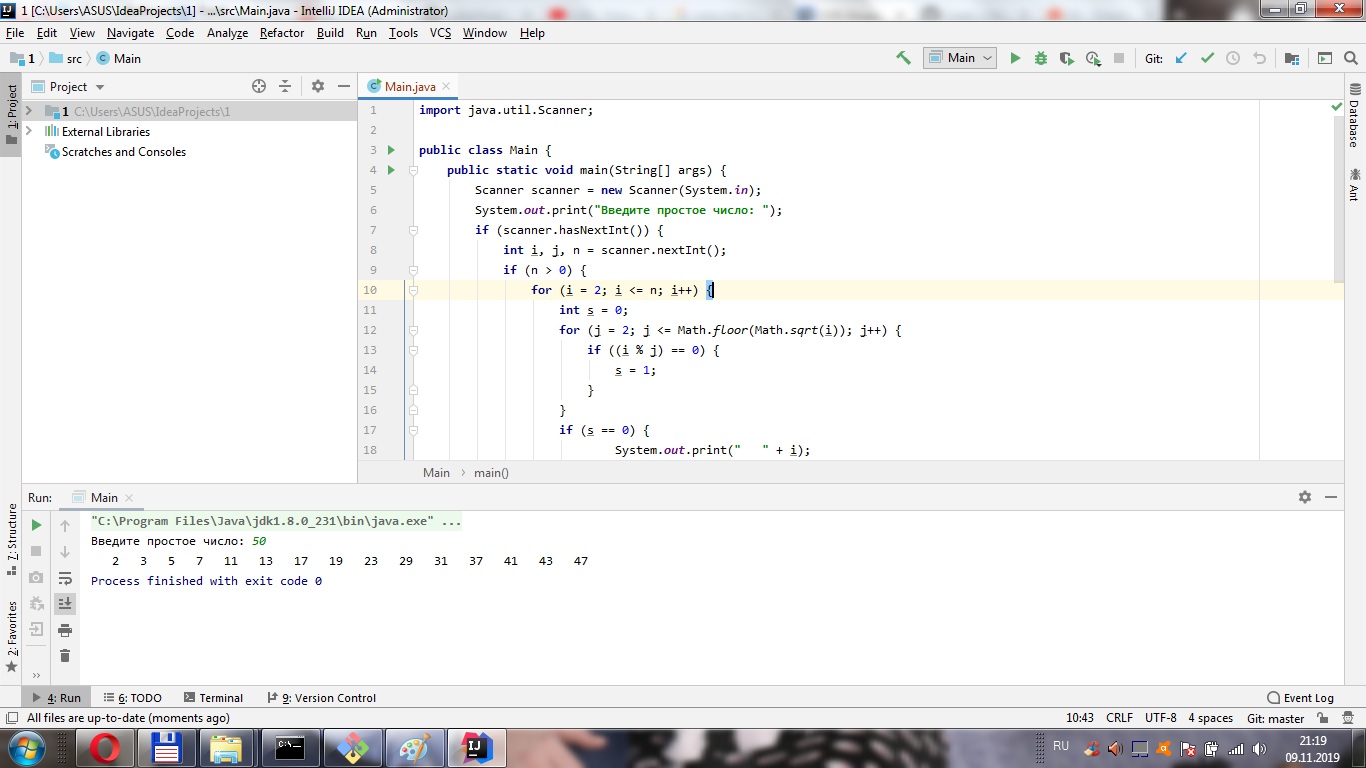 1 [C:\Users\ASUS\IdeaProjects\1] - ...\src\Main.java - IntelliJ IDEA (Administrator)
File Edit View Navigate Code Analyze Refactor Build Run Tools VCS Window Help
1 src Main
Main Git:
Project
Main.java
1: Project
1 C:\Users\ASUS\IdeaProjects\1
External Libraries
Scratches and Consoles
1 import java.util.Scanner;
2
3 public class Main {
4 public static void main(String[] args) {
5 Scanner scanner = new Scanner(System.in);
6 System.out.print("Введите простое число: ");
7 if (scanner.hasNextInt()) {
8 int i, j, n = scanner.nextInt();
9 if (n > 0) {
10 for (i = 2; i <= n; i++) {
11 int s = 0;
12 for (j = 2; j <= Math.floor(Math.sqrt(i)); j++) {
13 if ((i % j) == 0) {
14 s = 1;
15 }
16 }
17 if (s == 0) {
18 System.out.print("   " + i);
Database
Ant
Main main()
Run: Main
7: Structure
2: Favorites
"C:\Program Files\Java\jdk1.8.0_231\bin\java.exe" ...
Введите простое число: 50
2 3 5 7 11 13 17 19 23 29 31 37 41 43 47
Process finished with exit code 0
4: Run 6: TODO Terminal 9: Version Control Event Log
All files are up-to-date (moments ago) 10:43 CRLF UTF-8 4 spaces Git: master
RU 21:19
09.11.2019